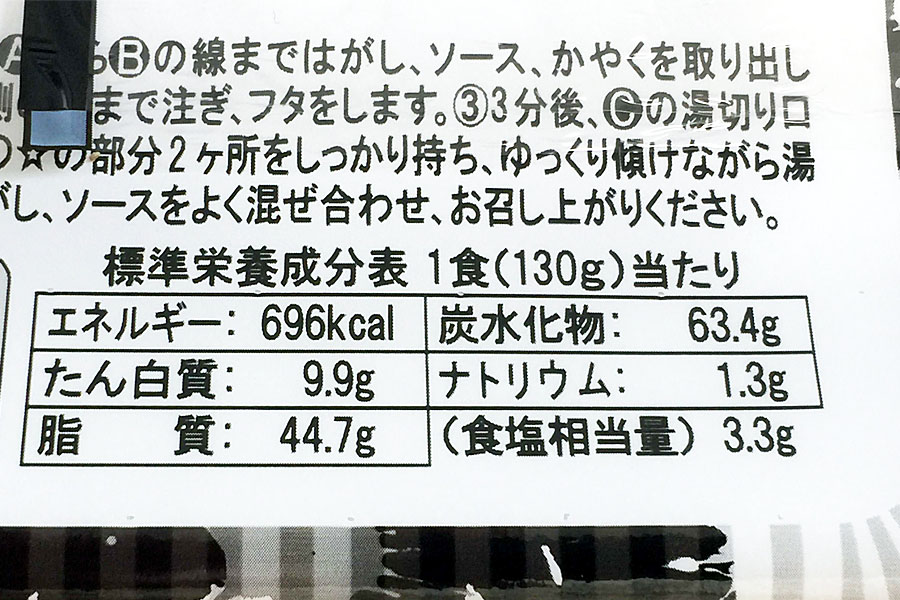 Ⓑの線まではがし、ソース、かやくを取り出し
まで注ぎ、フタをします。③3分後、Ⓒの湯切り口
☆の部分2ヶ所をしっかり持ち、ゆっくり傾けながら湯
がし、ソースをよく混ぜ合わせ、お召し上がりください。
標準栄養成分表 1食(130g)当たり
エネルギー: 696kcal 炭水化物: 63.4g
たん白質: 9.9g ナトリウム: 1.3g
脂質: 44.7g (食塩相当量) 3.3g